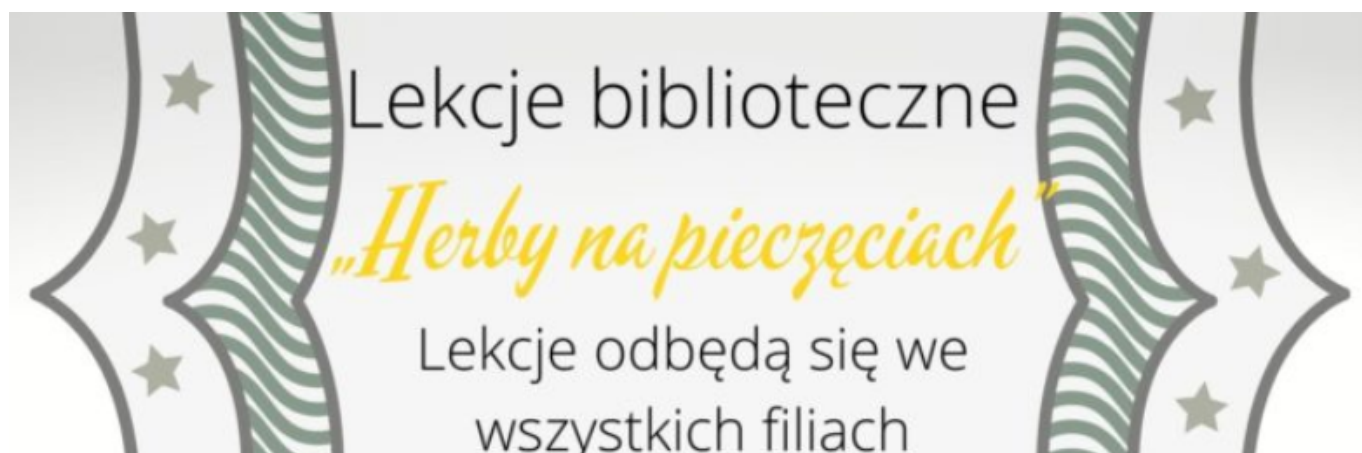 Lekcje biblioteczne
„Herby na pieczęciach”
Lekcje odbędą się we
wszystkich filiach